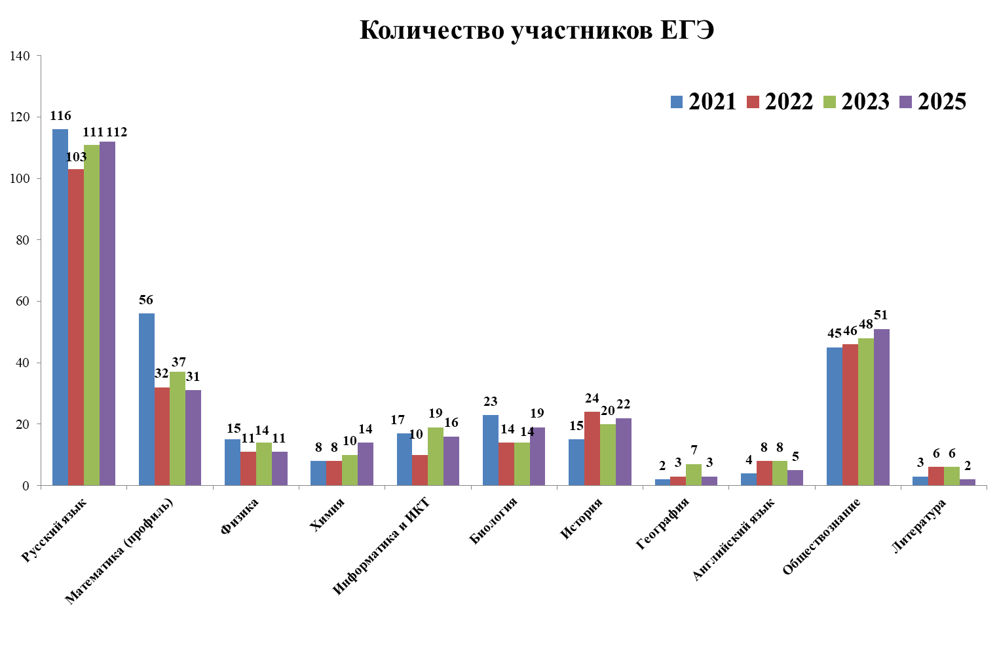 Количество участников ЕГЭ
2021 2022 2023 2025
140
120
100
80
60
40
20
0
116 103 111 112
56 32 37 31
15 11 14 11
8 8 10 14
17 10 19 16
23 14 14 19
15 24 20 22
2 3 7 3
4 8 8 5
45 46 48 51
3 6 6 2
Русский язык
Математика (профиль)
Физика
Химия
Информатика и ИКТ
Биология
История
География
Английский язык
Обществознание
Литература